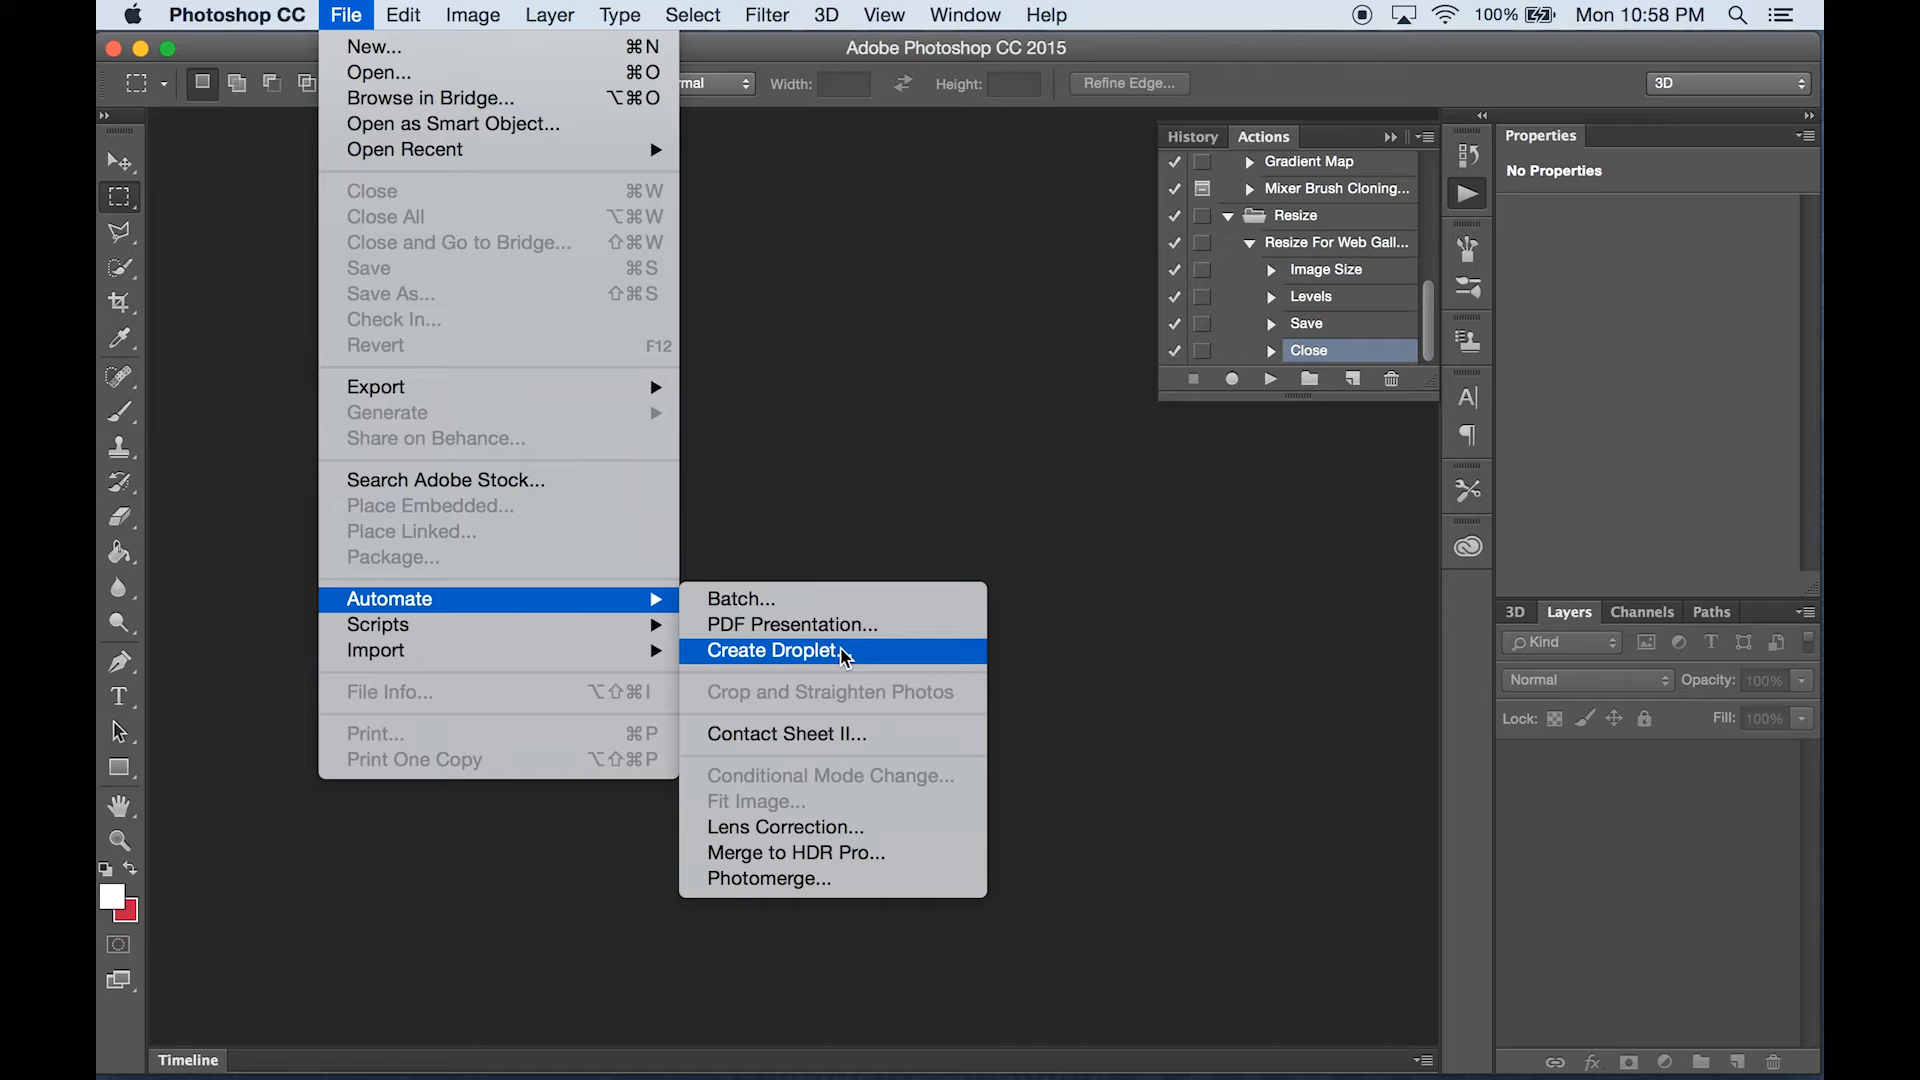 Photoshop CC File Edit Image Layer Type Select Filter 3D View Window Help 100% Mon 10:58 PM
Adobe Photoshop CC 2015
Width: Height: Refine Edge... 3D
New... ⌘N
Open... ⌘O
Browse in Bridge... ⌥⌘O
Open as Smart Object...
Open Recent
Close ⌘W
Close All ⌥⌘W
Close and Go to Bridge... ⇧⌘W
Save ⌘S
Save As... ⇧⌘S
Check In...
Revert F12
Export
Generate
Share on Behance...
Search Adobe Stock...
Place Embedded...
Place Linked...
Package...
Automate
Scripts
Import
File Info... ⌥⇧⌘I
Print... ⌘P
Print One Copy ⌥⇧⌘P
Batch...
PDF Presentation...
Create Droplet...
Crop and Straighten Photos
Contact Sheet II...
Conditional Mode Change...
Fit Image...
Lens Correction...
Merge to HDR Pro...
Photomerge...
History Actions
Gradient Map
Mixer Brush Cloning...
Resize
Resize For Web Gall...
Image Size
Levels
Save
Close
Properties
No Properties
3D Layers Channels Paths
Kind
Normal Opacity: 100%
Lock: Fill: 100%
Timeline